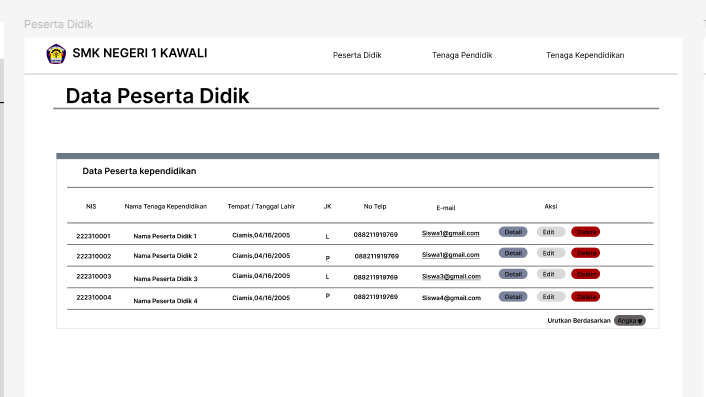 Peserta Didik
SMK NEGERI 1 KAWALI
Peserta Didik Tenaga Pendidik Tenaga Kependidikan
Data Peserta Didik
Data Peserta kependidikan
NIS Nama Tenaga Kependidikan Tempat / Tanggal Lahir JK No Telp E-mail Aksi
222310001 Nama Peserta Didik 1 Ciamis,04/16/2005 L 088211919769 Siswa1@gmail.com Detail Edit Delete
222310002 Nama Peserta Didik 2 Ciamis,04/16/2005 P 088211919769 Siswa1@gmail.com Detail Edit Delete
222310003 Nama Peserta Didik 3 Ciamis,04/16/2005 L 088211919769 Siswa3@gmail.com Detail Edit Delete
222310004 Nama Peserta Didik 4 Ciamis,04/16/2005 P 088211919769 Siswa4@gmail.com Detail Edit Delete
Urutkan Berdasarkan Angka